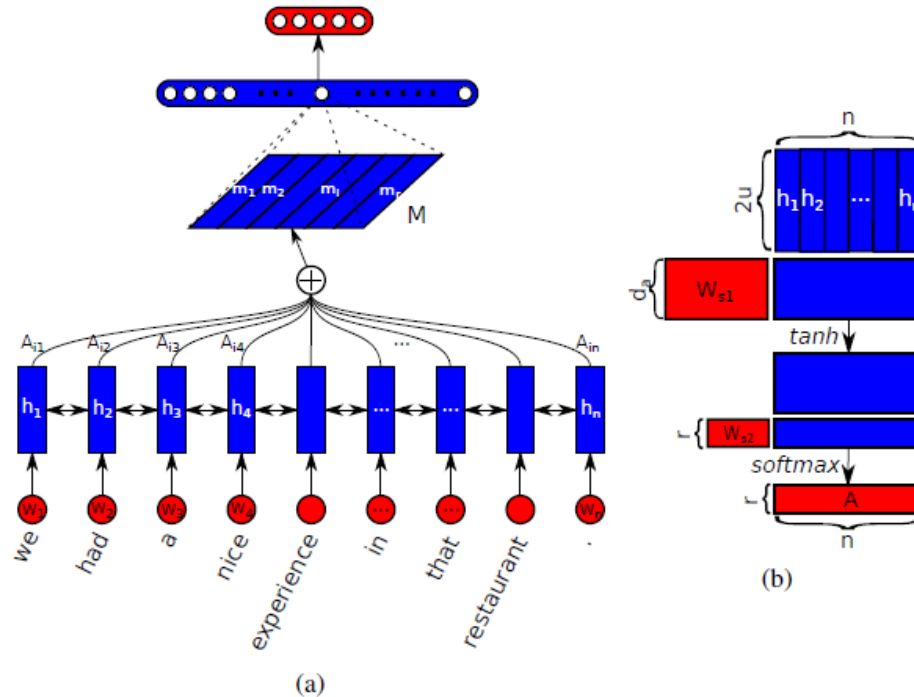 m₁ m₂ mᵢ
M
Aᵢ₁ Aᵢ₂ Aᵢ₃ Aᵢ₄ ... Aᵢₙ
h₁ h₂ h₃ h₄ ... ... hₙ
w₁ w₂ w₃ w₄ ... ... wₙ
we had a nice experience in that restaurant .
(a)
n
2u h₁ h₂ ...
dₐ Wₛ₁
tanh
r Wₛ₂
softmax
r A
n
(b)